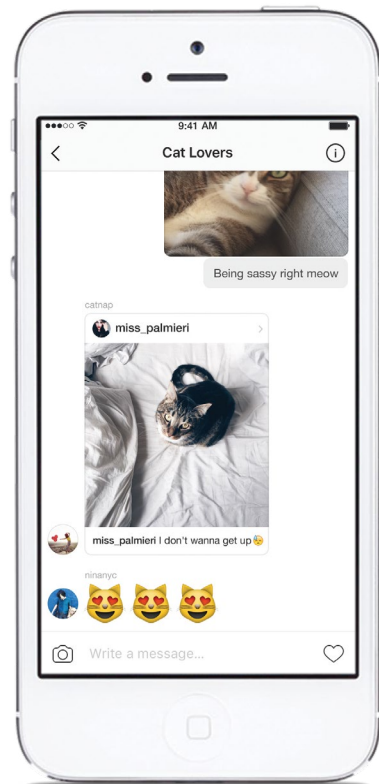 9:41 AM
Cat Lovers
Being sassy right meow
catnap
miss_palmieri
miss_palmieri I don't wanna get up😓
ninanyc
😻😻😻
Write a message...